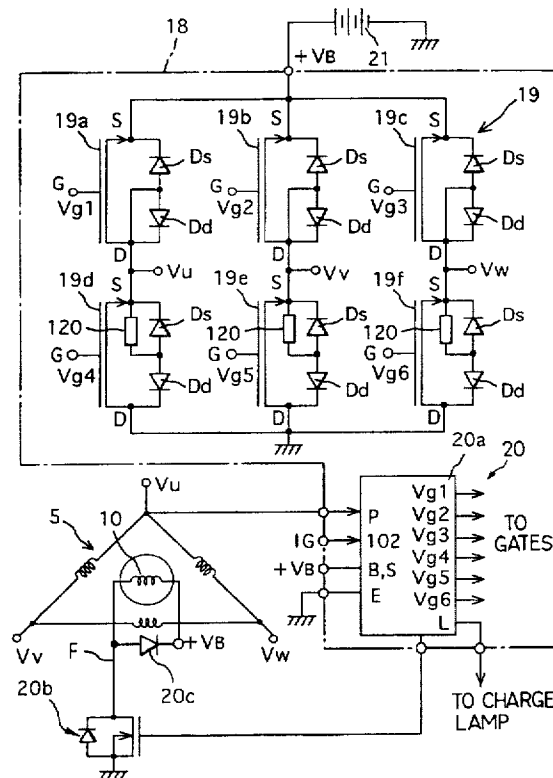 18
+VB
21
19a
19b
19c
19
S
S
S
Ds
Ds
Ds
G
Vg1
G
Vg2
G
Vg3
Dd
Dd
Dd
D
D
D
Vu
Vv
Vw
19d
19e
19f
S
S
S
Ds
Ds
Ds
120
120
120
G
Vg4
G
Vg5
G
Vg6
Dd
Dd
Dd
D
D
D
20a
20
Vu
5
10
P
IG
102
+VB
B,S
E
Vg1
Vg2
Vg3
Vg4
Vg5
Vg6
L
TO
GATES
Vv
F
+VB
Vw
20c
20b
TO CHARGE
LAMP